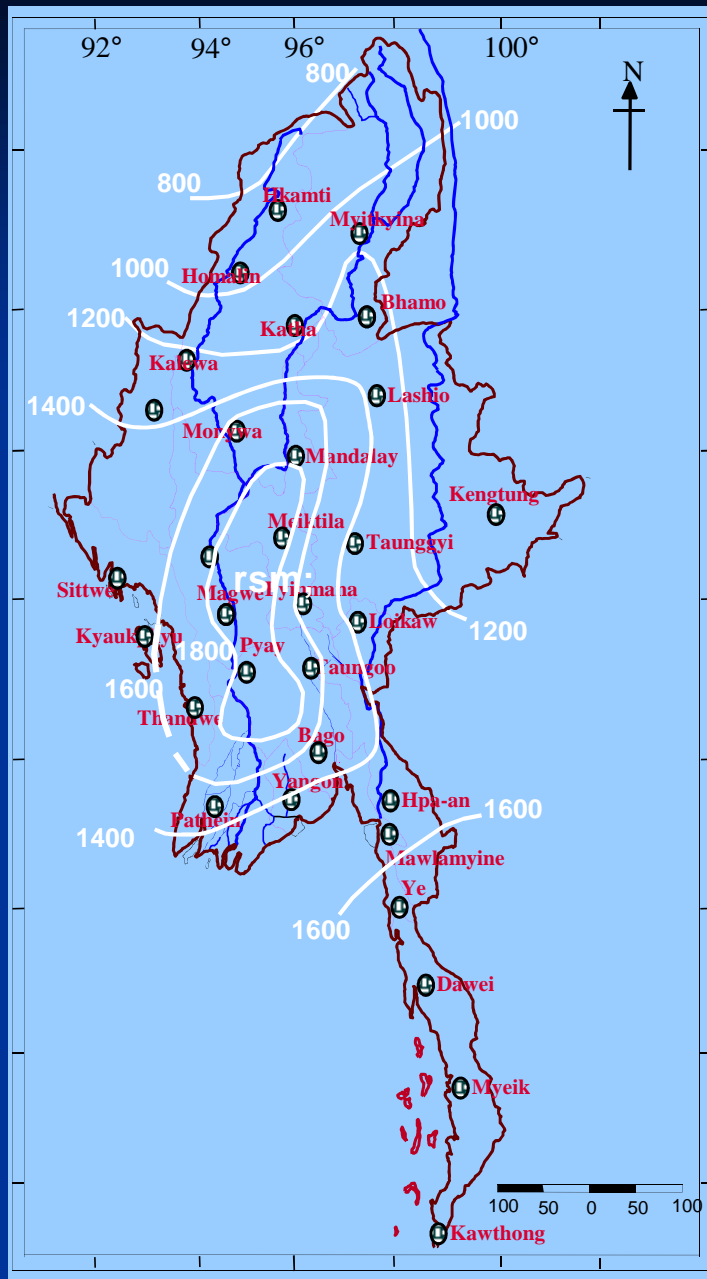 92° 94° 96° 100°
N
800
1000
800
Hkamti
Myitkyina
1000
Homalin
1200
Bhamo
Katha
Kalewa
Lashio
1400
Monywa
Mandalay
Kengtung
Meiktila
Taunggyi
rsm
Sittwe
Magwe
Pyinmana
Loikaw
1200
Kyaukphyu
1800
Pyay
Taungoo
1600
Thandwe
Bago
Yangon
Hpa-an
1600
Pathein
1400
Mawlamyine
Ye
1600
Dawei
Myeik
100 50 0 50 100
Kawthong